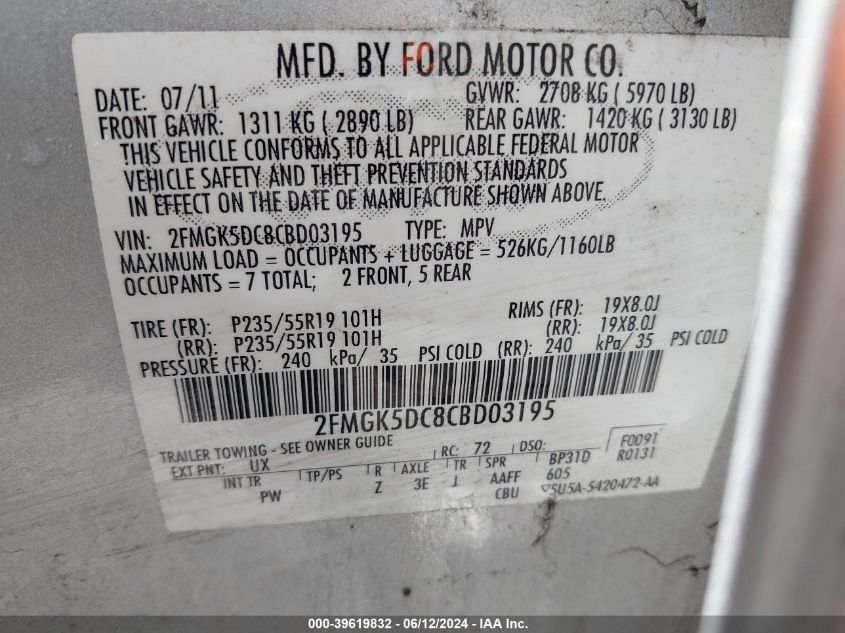 MFD. BY FORD MOTOR CO.
DATE: 07/11 GVWR: 2708 KG ( 5970 LB)
FRONT GAWR: 1311 KG ( 2890 LB) REAR GAWR: 1420 KG ( 3130 LB)
THIS VEHICLE CONFORMS TO ALL APPLICABLE FEDERAL MOTOR
VEHICLE SAFETY AND THEFT PREVENTION STANDARDS
IN EFFECT ON THE DATE OF MANUFACTURE SHOWN ABOVE.
VIN: 2FMGK5DC8CBD03195 TYPE: MPV
MAXIMUM LOAD = OCCUPANTS + LUGGAGE = 526KG/1160LB
OCCUPANTS = 7 TOTAL; 2 FRONT, 5 REAR
TIRE (FR): P235/55R19 101H RIMS (FR): 19X8.0J
(RR): P235/55R19 101H (RR): 19X8.0J
PRESSURE (FR): 240 kPa/ 35 PSI COLD (RR): 240 kPa/ 35 PSI COLD
2FMGK5DC8CBD03195
TRAILER TOWING - SEE OWNER GUIDE RC: 72 DSO: F0091
EXT PNT: UX BP31D R0131
INT TR TP/PS R AXLE TR SPR 605
PW Z 3E J AAFF
CBU 5U5A-5420472-AA
000-39619832 / 06/12/2024 - IAA Inc.